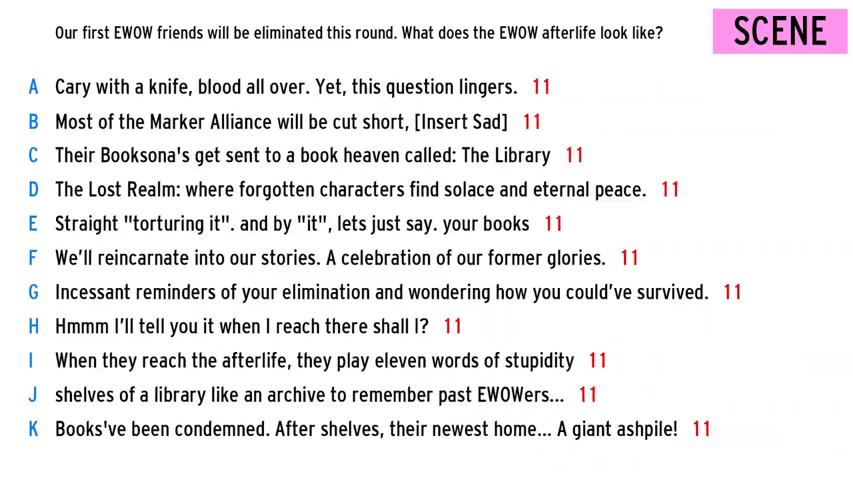 Our first EWOW friends will be eliminated this round. What does the EWOW afterlife look like?
SCENE
A Cary with a knife, blood all over. Yet, this question lingers. 11
B Most of the Marker Alliance will be cut short, [Insert Sad] 11
C Their Booksona's get sent to a book heaven called: The Library 11
D The Lost Realm: where forgotten characters find solace and eternal peace. 11
E Straight "torturing it". and by "it", lets just say. your books 11
F We'll reincarnate into our stories. A celebration of our former glories. 11
G Incessant reminders of your elimination and wondering how you could've survived. 11
H Hmmm I'll tell you it when I reach there shall I? 11
I When they reach the afterlife, they play eleven words of stupidity 11
J shelves of a library like an archive to remember past EWOWers... 11
K Books've been condemned. After shelves, their newest home... A giant ashpile! 11